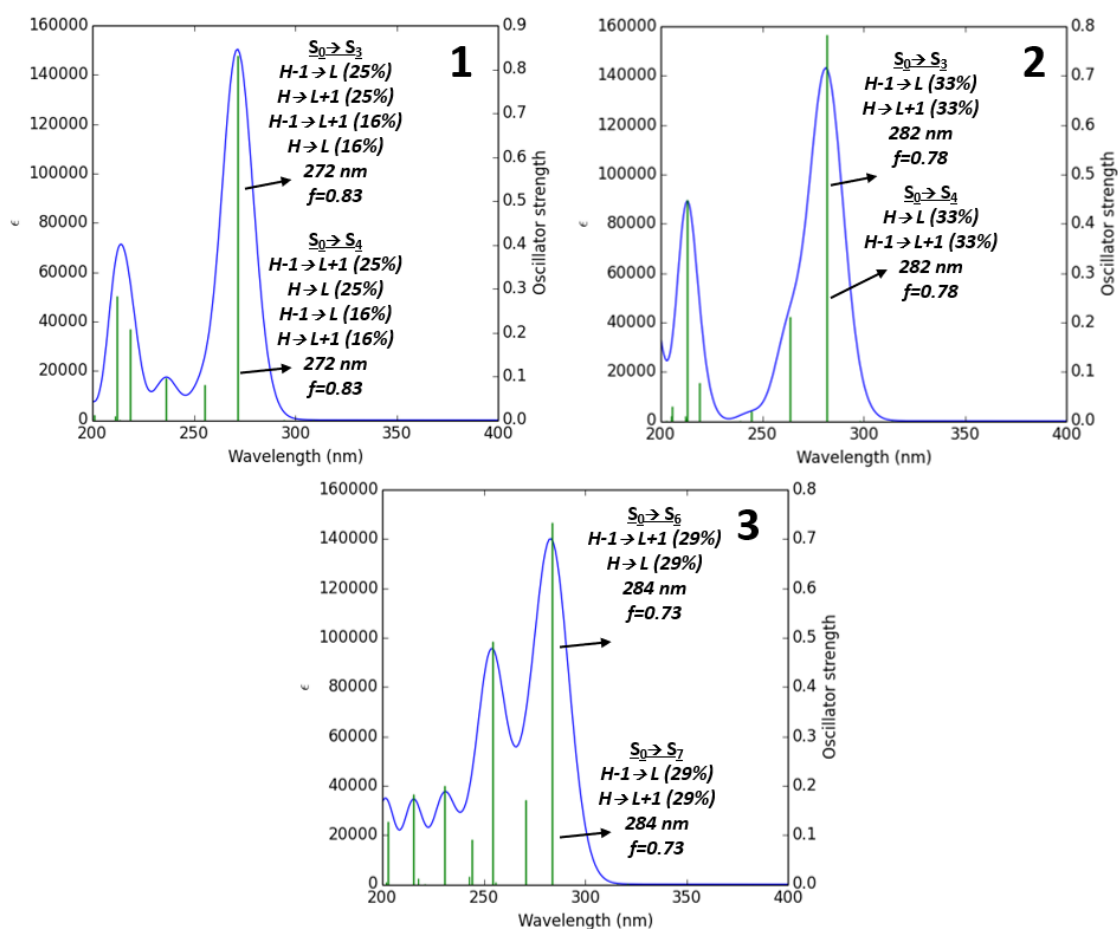 160000
140000
120000
100000
80000
60000
40000
20000
0
ϵ
200
250
300
350
400
Wavelength (nm)
0.9
0.8
0.7
0.6
0.5
0.4
0.3
0.2
0.1
0.0
Oscillator strength
1
S0→ S3
H-1→L (25%)
H→L+1 (25%)
H-1→L+1 (16%)
H→L (16%)
272 nm
f=0.83
S0→ S4
H-1→L+1 (25%)
H→L (25%)
H-1→L (16%)
H→L+1 (16%)
272 nm
f=0.83
160000
140000
120000
100000
80000
60000
40000
20000
0
ϵ
200
250
300
350
400
Wavelength (nm)
0.8
0.7
0.6
0.5
0.4
0.3
0.2
0.1
0.0
Oscillator strength
2
S0→ S3
H-1→L (33%)
H→L+1 (33%)
282 nm
f=0.78
S0→ S4
H→L (33%)
H-1→L+1 (33%)
282 nm
f=0.78
160000
140000
120000
100000
80000
60000
40000
20000
0
ϵ
200
250
300
350
400
Wavelength (nm)
0.8
0.7
0.6
0.5
0.4
0.3
0.2
0.1
0.0
Oscillator strength
3
S0→ S6
H-1→L+1 (29%)
H→L (29%)
284 nm
f=0.73
S0→ S7
H-1→L (29%)
H→L+1 (29%)
284 nm
f=0.73